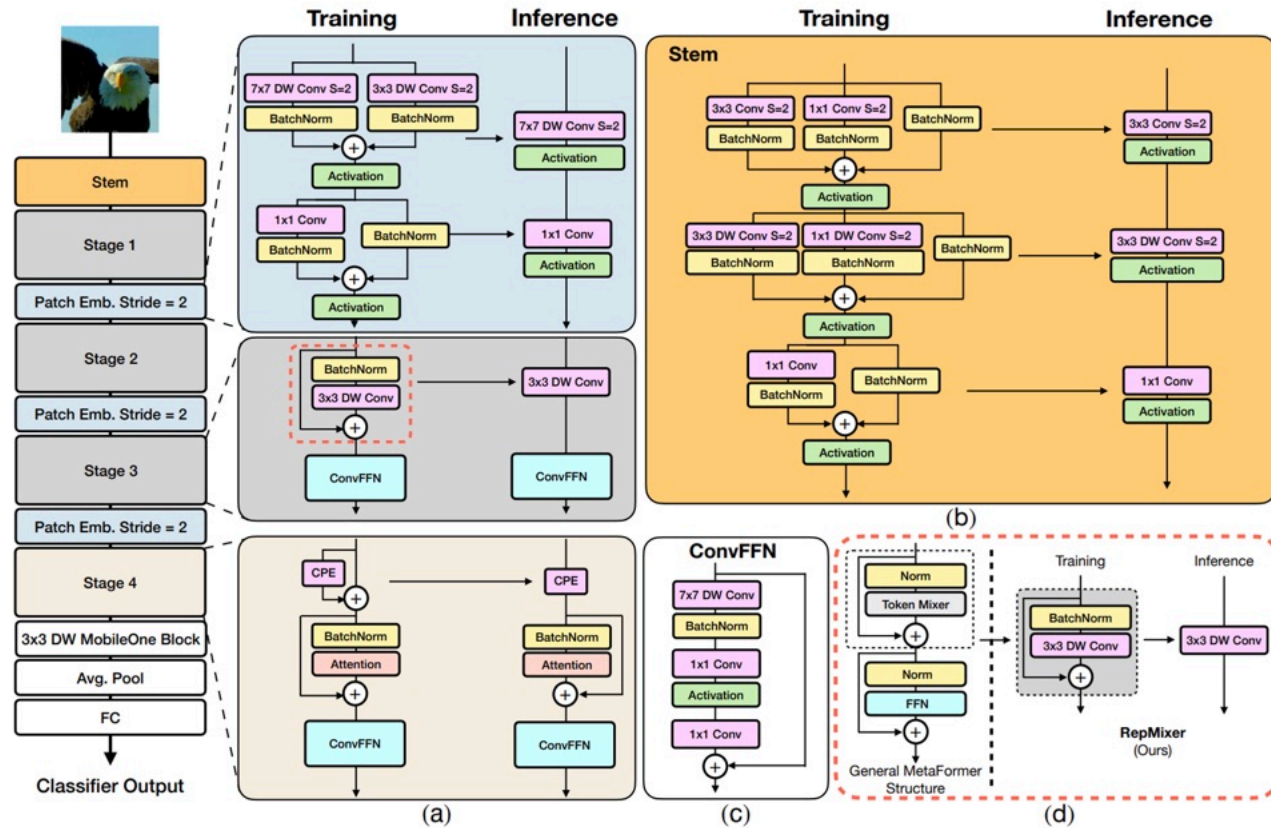 Training
Inference
Training
Inference
Stem
Stage 1
Patch Emb. Stride = 2
Stage 2
Patch Emb. Stride = 2
Stage 3
Patch Emb. Stride = 2
Stage 4
3x3 DW MobileOne Block
Avg. Pool
FC
Classifier Output
7x7 DW Conv S=2
3x3 DW Conv S=2
BatchNorm
BatchNorm
+
Activation
1x1 Conv
BatchNorm
BatchNorm
+
Activation
7x7 DW Conv S=2
Activation
1x1 Conv
Activation
BatchNorm
3x3 DW Conv
+
ConvFFN
3x3 DW Conv
ConvFFN
CPE
+
BatchNorm
Attention
+
ConvFFN
CPE
BatchNorm
Attention
+
ConvFFN
(a)
Stem
3x3 Conv S=2
1x1 Conv S=2
BatchNorm
BatchNorm
BatchNorm
+
Activation
3x3 DW Conv S=2
1x1 DW Conv S=2
BatchNorm
BatchNorm
BatchNorm
+
Activation
1x1 Conv
BatchNorm
BatchNorm
+
Activation
3x3 Conv S=2
Activation
3x3 DW Conv S=2
Activation
1x1 Conv
Activation
(b)
ConvFFN
7x7 DW Conv
BatchNorm
1x1 Conv
Activation
1x1 Conv
+
(c)
Norm
Token Mixer
+
Norm
FFN
+
General MetaFormer
Structure
Training
BatchNorm
3x3 DW Conv
+
Inference
3x3 DW Conv
RepMixer
(Ours)
(d)